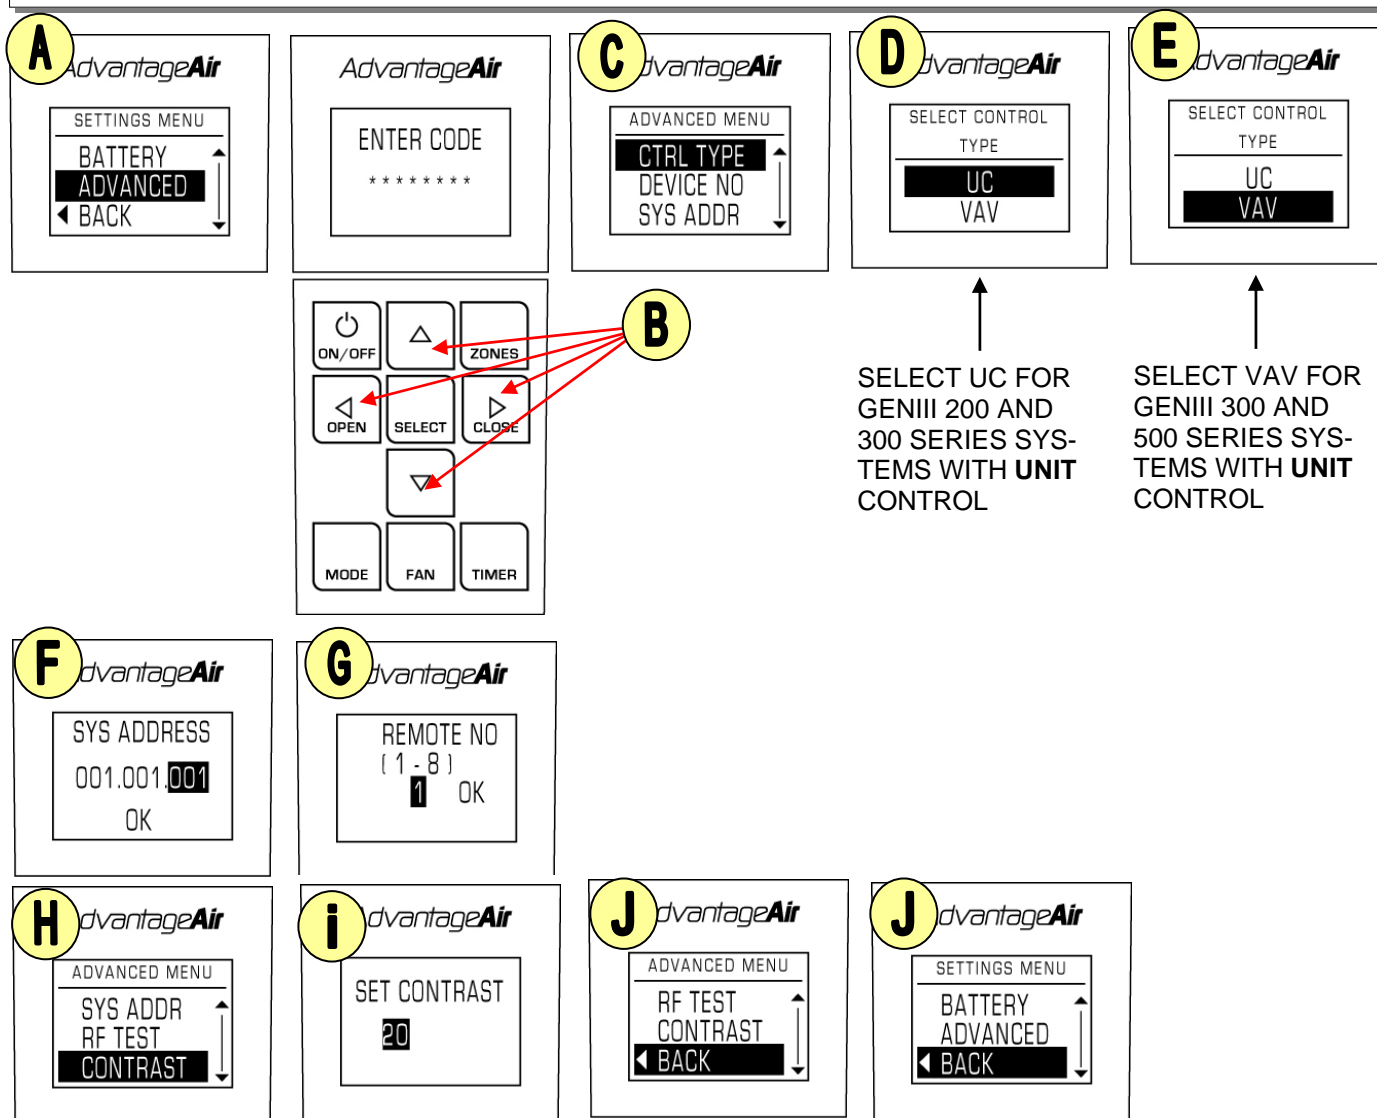 A
AdvantageAir
SETTINGS MENU
BATTERY
ADVANCED
BACK
AdvantageAir
ENTER CODE
********
C
AdvantageAir
ADVANCED MENU
CTRL TYPE
DEVICE NO
SYS ADDR
D
AdvantageAir
SELECT CONTROL
TYPE
UC
VAV
E
AdvantageAir
SELECT CONTROL
TYPE
UC
VAV
ON/OFF
ZONES
OPEN
SELECT
CLOSE
MODE
FAN
TIMER
B
SELECT UC FOR
GENIII 200 AND
300 SERIES SYS-
TEMS WITH UNIT
CONTROL
SELECT VAV FOR
GENIII 300 AND
500 SERIES SYS-
TEMS WITH UNIT
CONTROL
F
AdvantageAir
SYS ADDRESS
001.001.001
OK
G
AdvantageAir
REMOTE NO
(1-8)
1 OK
H
AdvantageAir
ADVANCED MENU
SYS ADDR
RF TEST
CONTRAST
i
AdvantageAir
SET CONTRAST
20
J
AdvantageAir
ADVANCED MENU
RF TEST
CONTRAST
BACK
J
AdvantageAir
SETTINGS MENU
BATTERY
ADVANCED
BACK